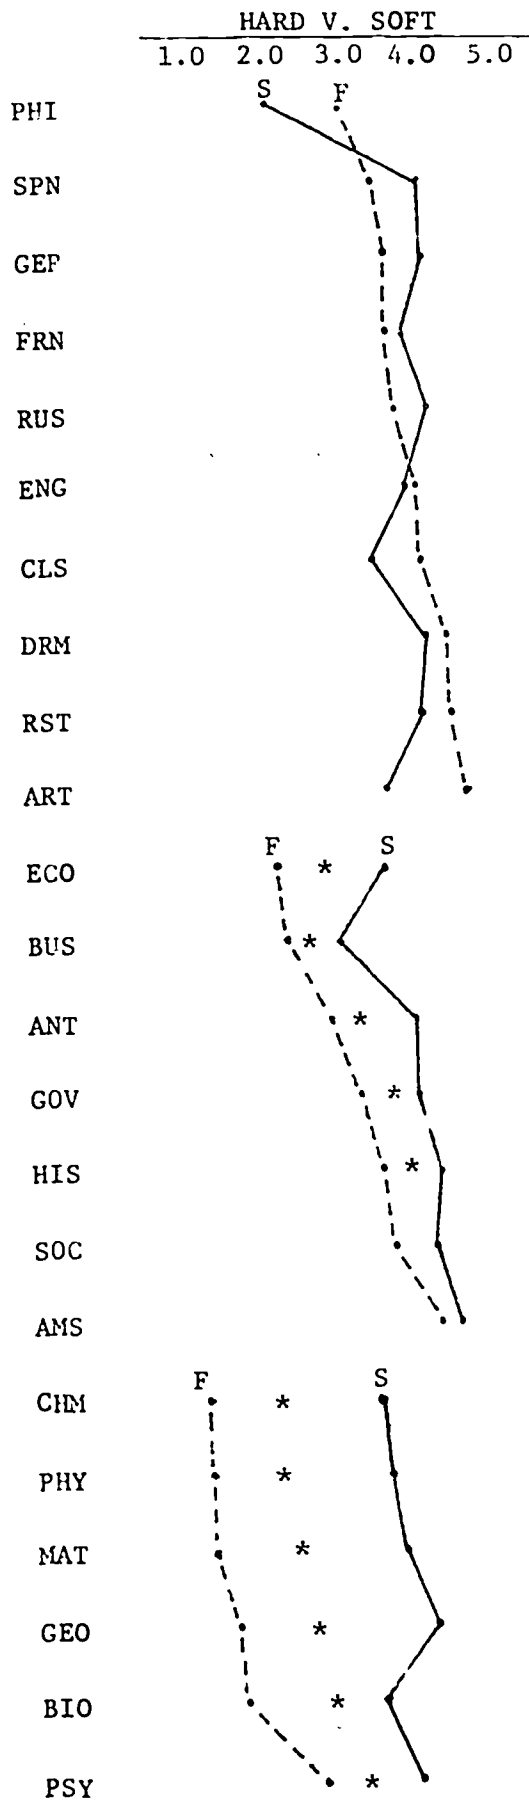 HARD V. SOFT
1.0 2.0 3.0 4.0 5.0
S F
PHI
SPN
GEF
FRN
RUS
ENG
CLS
DRM
RST
ART
F S
ECO *
BUS *
ANT *
GOV *
HIS *
SOC
AMS
F S
CHM *
PHY *
MAT *
GEO *
BIO *
PSY *